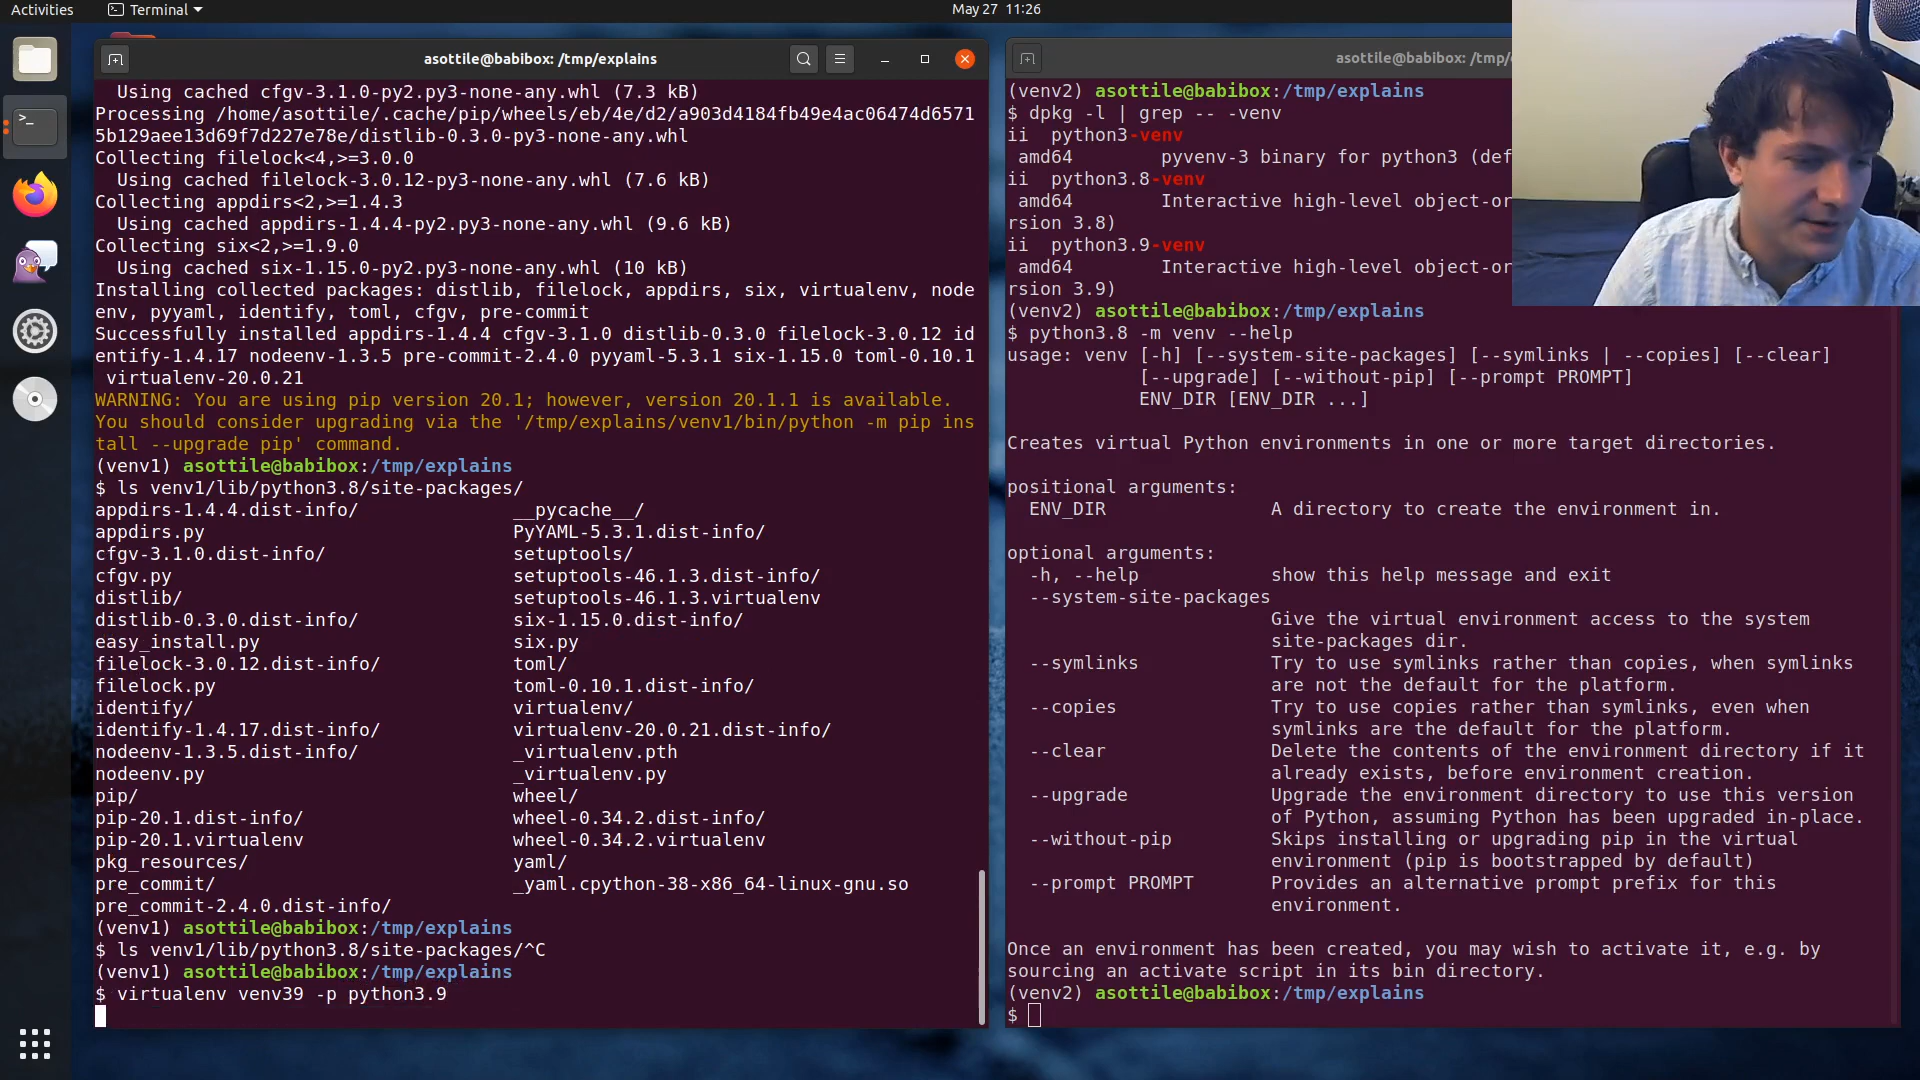 Activities
Terminal
May 27 11:26
asottile@babibox: /tmp/explains
Using cached cfgv-3.1.0-py2.py3-none-any.whl (7.3 kB)
Processing /home/asottile/.cache/pip/wheels/eb/4e/d2/a903d4184fb49e4ac06474d6571
5b129aee13d69f7d227e78e/distlib-0.3.0-py3-none-any.whl
Collecting filelock<4,>=3.0.0
Using cached filelock-3.0.12-py3-none-any.whl (7.6 kB)
Collecting appdirs<2,>=1.4.3
Using cached appdirs-1.4.4-py2.py3-none-any.whl (9.6 kB)
Collecting six<2,>=1.9.0
Using cached six-1.15.0-py2.py3-none-any.whl (10 kB)
Installing collected packages: distlib, filelock, appdirs, six, virtualenv, node
env, pyyaml, identify, toml, cfgv, pre-commit
Successfully installed appdirs-1.4.4 cfgv-3.1.0 distlib-0.3.0 filelock-3.0.12 id
entify-1.4.17 nodeenv-1.3.5 pre-commit-2.4.0 pyyaml-5.3.1 six-1.15.0 toml-0.10.1
virtualenv-20.0.21
WARNING: You are using pip version 20.1; however, version 20.1.1 is available.
You should consider upgrading via the '/tmp/explains/venv1/bin/python -m pip ins
tall --upgrade pip' command.
(venv1) asottile@babibox:/tmp/explains
$ ls venv1/lib/python3.8/site-packages/
appdirs-1.4.4.dist-info/ __pycache__/
appdirs.py PyYAML-5.3.1.dist-info/
cfgv-3.1.0.dist-info/ setuptools/
cfgv.py setuptools-46.1.3.dist-info/
distlib/ setuptools-46.1.3.virtualenv
distlib-0.3.0.dist-info/ six-1.15.0.dist-info/
easy_install.py six.py
filelock-3.0.12.dist-info/ toml/
filelock.py toml-0.10.1.dist-info/
identify/ virtualenv/
identify-1.4.17.dist-info/ virtualenv-20.0.21.dist-info/
nodeenv-1.3.5.dist-info/ _virtualenv.pth
nodeenv.py _virtualenv.py
pip/ wheel/
pip-20.1.dist-info/ wheel-0.34.2.dist-info/
pip-20.1.virtualenv wheel-0.34.2.virtualenv
pkg_resources/ yaml/
pre_commit/ _yaml.cpython-38-x86_64-linux-gnu.so
pre_commit-2.4.0.dist-info/
(venv1) asottile@babibox:/tmp/explains
$ ls venv1/lib/python3.8/site-packages/^C
(venv1) asottile@babibox:/tmp/explains
$ virtualenv venv39 -p python3.9
asottile@babibox: /tmp/
(venv2) asottile@babibox:/tmp/explains
$ dpkg -l | grep -- -venv
ii python3-venv
amd64 pyvenv-3 binary for python3 (def
ii python3.8-venv
amd64 Interactive high-level object-or
rsion 3.8)
ii python3.9-venv
amd64 Interactive high-level object-or
rsion 3.9)
(venv2) asottile@babibox:/tmp/explains
$ python3.8 -m venv --help
usage: venv [-h] [--system-site-packages] [--symlinks | --copies] [--clear]
[--upgrade] [--without-pip] [--prompt PROMPT]
ENV_DIR [ENV_DIR ...]
Creates virtual Python environments in one or more target directories.
positional arguments:
ENV_DIR A directory to create the environment in.
optional arguments:
-h, --help show this help message and exit
--system-site-packages
Give the virtual environment access to the system
site-packages dir.
--symlinks Try to use symlinks rather than copies, when symlinks
are not the default for the platform.
--copies Try to use copies rather than symlinks, even when
symlinks are the default for the platform.
--clear Delete the contents of the environment directory if it
already exists, before environment creation.
--upgrade Upgrade the environment directory to use this version
of Python, assuming Python has been upgraded in-place.
--without-pip Skips installing or upgrading pip in the virtual
environment (pip is bootstrapped by default)
--prompt PROMPT Provides an alternative prompt prefix for this
environment.
Once an environment has been created, you may wish to activate it, e.g. by
sourcing an activate script in its bin directory.
(venv2) asottile@babibox:/tmp/explains
$